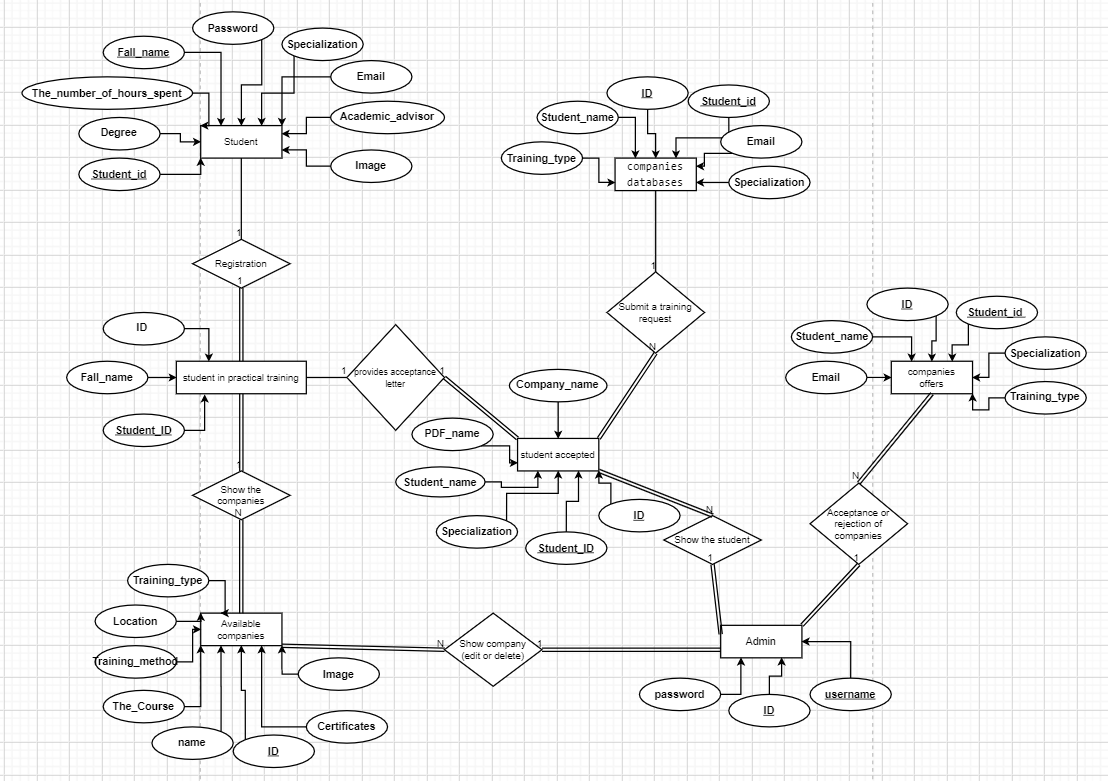 Password
Fall_name
Specialization
Email
The_number_of_hours_spent
Academic_advisor
Degree
Student
Student_id
Image
1
Registration
1
ID
Student_id
Student_name
Email
Training_type
companies
databases
Specialization
1
Submit a training
request
N
ID
Fall_name
student in practical training
Student_ID
1
provides acceptance
letter
1
Company_name
PDF_name
student accepted
Student_name
Specialization
Student_ID
ID
ID
Student_id
Student_name
Specialization
Email
companies
offers
Training_type
N
Acceptance or
rejection of
companies
1
1
Show the
companies
N
N
Show the student
1
Training_type
Location
Available
companies
Training_method
The_Course
name
ID
Certificates
Image
N
Show company
(edit or delete)
1
Admin
password
ID
username